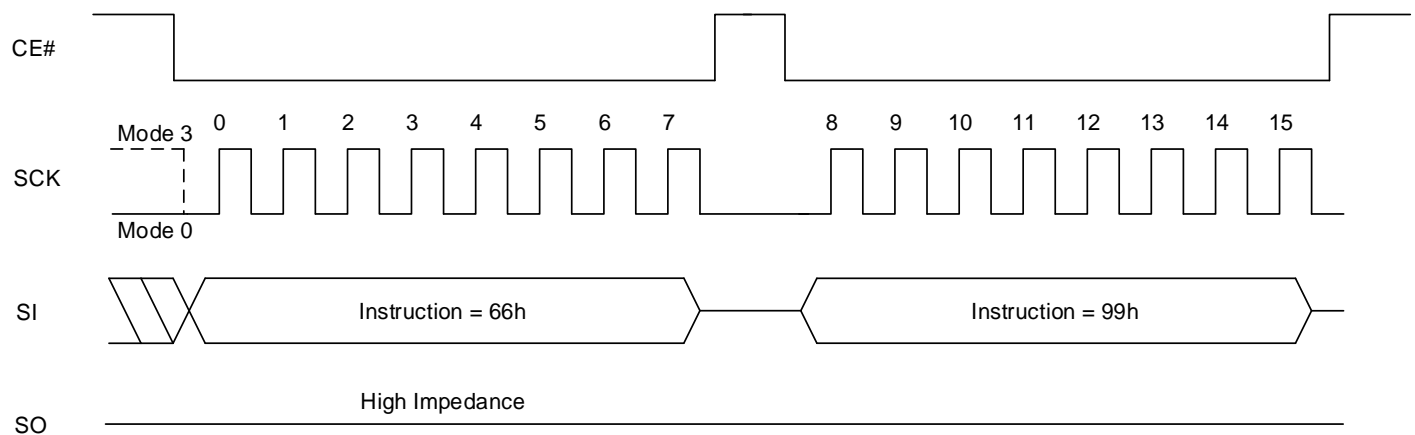 CE#
Mode 3
0 1 2 3 4 5 6 7 8 9 10 11 12 13 14 15
SCK
Mode 0
SI
Instruction = 66h
Instruction = 99h
High Impedance
SO